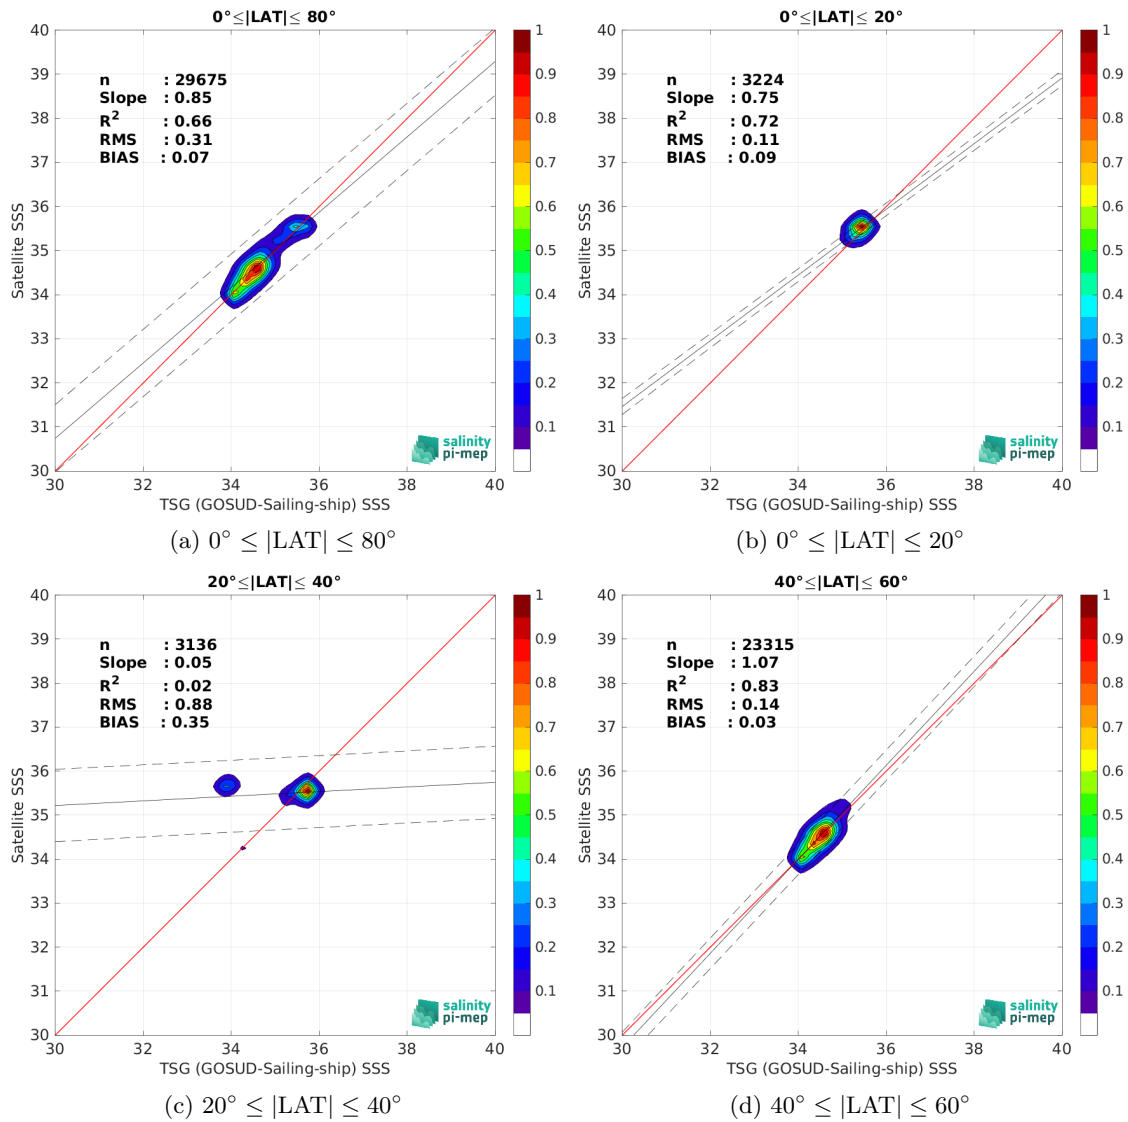 0°≤|LAT|≤ 80°
n : 29675
Slope : 0.85
R² : 0.66
RMS : 0.31
BIAS : 0.07
40
39
38
37
36
35
34
33
32
31
30
Satellite SSS
30 32 34 36 38 40
TSG (GOSUD-Sailing-ship) SSS
1
0.9
0.8
0.7
0.6
0.5
0.4
0.3
0.2
0.1
salinity
pi-mep
(a) 0° ≤ |LAT| ≤ 80°
0°≤|LAT|≤ 20°
n : 3224
Slope : 0.75
R² : 0.72
RMS : 0.11
BIAS : 0.09
40
39
38
37
36
35
34
33
32
31
30
Satellite SSS
30 32 34 36 38 40
TSG (GOSUD-Sailing-ship) SSS
1
0.9
0.8
0.7
0.6
0.5
0.4
0.3
0.2
0.1
salinity
pi-mep
(b) 0° ≤ |LAT| ≤ 20°
20°≤|LAT|≤ 40°
n : 3136
Slope : 0.05
R² : 0.02
RMS : 0.88
BIAS : 0.35
40
39
38
37
36
35
34
33
32
31
30
Satellite SSS
30 32 34 36 38 40
TSG (GOSUD-Sailing-ship) SSS
1
0.9
0.8
0.7
0.6
0.5
0.4
0.3
0.2
0.1
salinity
pi-mep
(c) 20° ≤ |LAT| ≤ 40°
40°≤|LAT|≤ 60°
n : 23315
Slope : 1.07
R² : 0.83
RMS : 0.14
BIAS : 0.03
40
39
38
37
36
35
34
33
32
31
30
Satellite SSS
30 32 34 36 38 40
TSG (GOSUD-Sailing-ship) SSS
1
0.9
0.8
0.7
0.6
0.5
0.4
0.3
0.2
0.1
salinity
pi-mep
(d) 40° ≤ |LAT| ≤ 60°